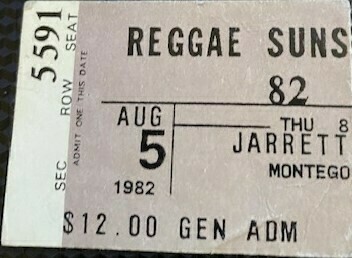 5591
SEC ROW SEAT
ADMIT ONE THIS DATE
REGGAE SUNS
82
AUG
5
1982
THU 8
JARRETT
MONTEGO
$12.00 GEN ADM